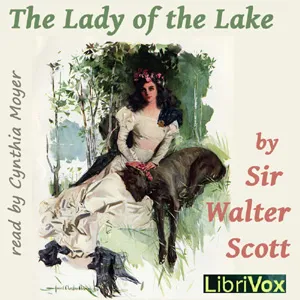 The Lady of the Lake
read by Cynthia Moyer
by
Sir
Walter
Scott
LibriVox